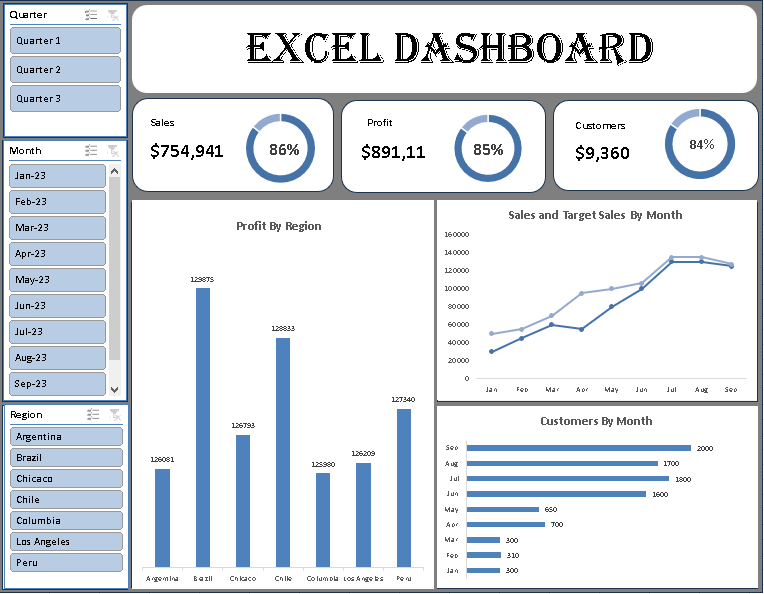 Quarter
Quarter 1
Quarter 2
Quarter 3
Month
Jan-23
Feb-23
Mar-23
Apr-23
May-23
Jun-23
Jul-23
Aug-23
Sep-23
Region
Argentina
Brazil
Chicaco
Chile
Columbia
Los Angeles
Peru
EXCEL DASHBOARD
Sales
$754,941
86%
Profit
$891,11
85%
Customers
$9,360
84%
Profit By Region
129875
128833
127340
126793
126081
125980
126209
Argentina Brazil Chicaco Chile Columbia Los Angeles Peru
Sales and Target Sales By Month
160000
140000
120000
100000
80000
60000
40000
20000
0
Jan Feb Mar Apr May Jun Jul Aug Sep
Customers By Month
Sep 2000
Aug 1700
Jul 1800
Jun 1600
May 650
Apr 700
Mar 300
Feb 310
Jan 300